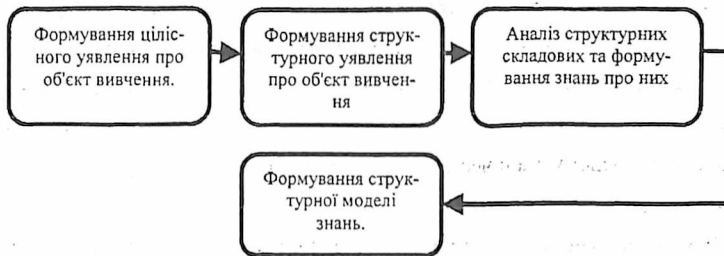 Формування ціліс-
ного уявлення про
об'єкт вивчення.
Формування струк-
турного уявлення
про об'єкт вивчен-
ня
Аналіз структурних
складових та форму-
вання знань про них
Формування струк-
турної моделі
знань.